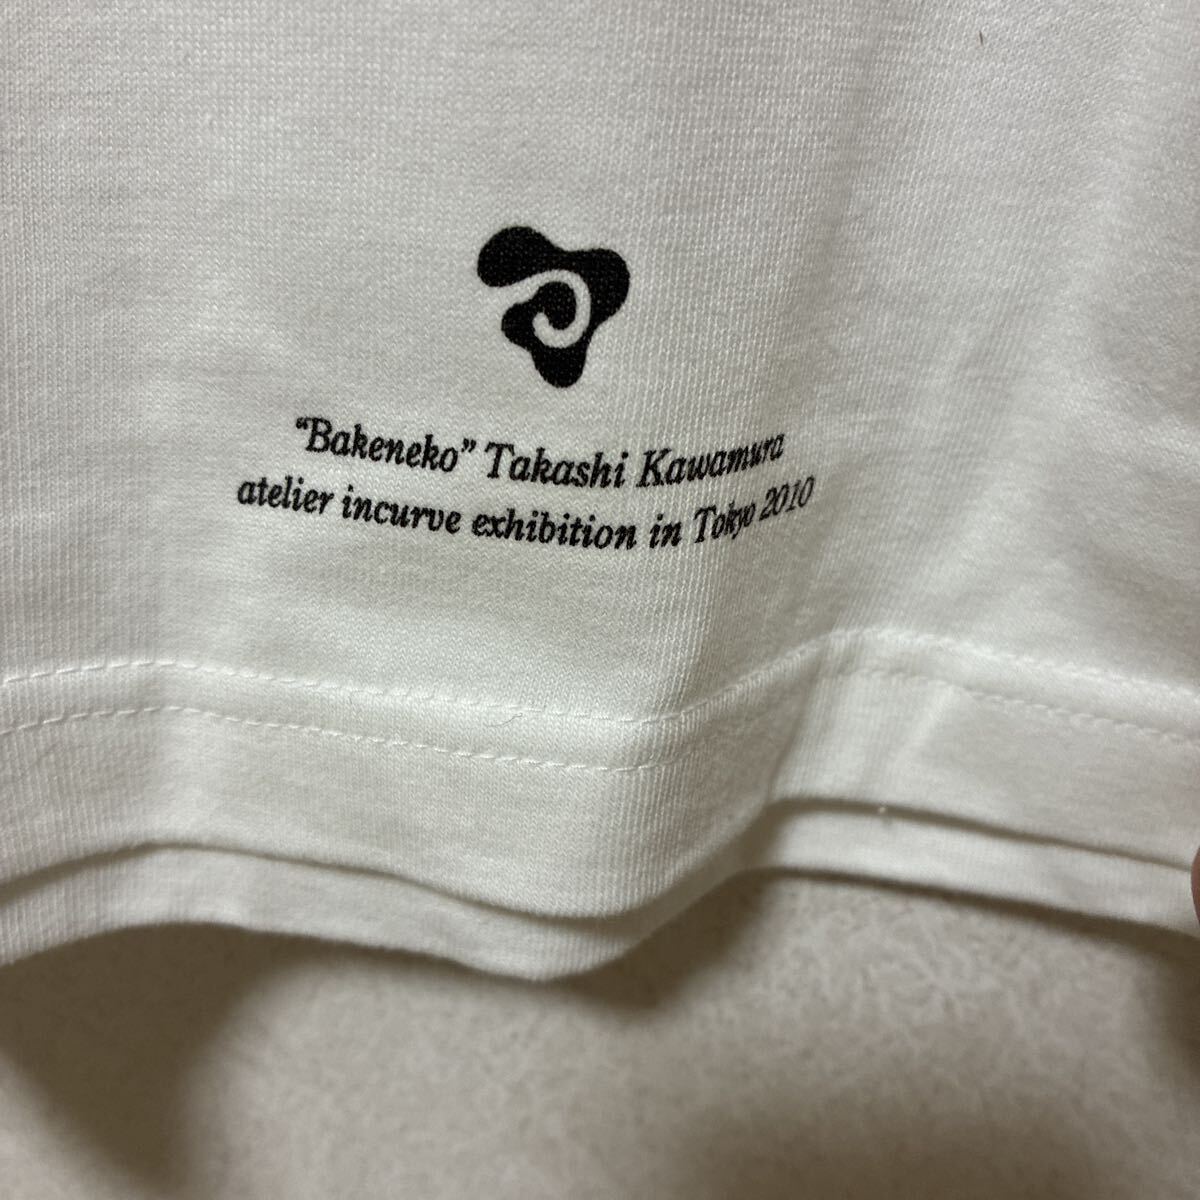 “Bakeneko” Takashi Kawamura
atelier incurve exhibition in Tokyo 2010